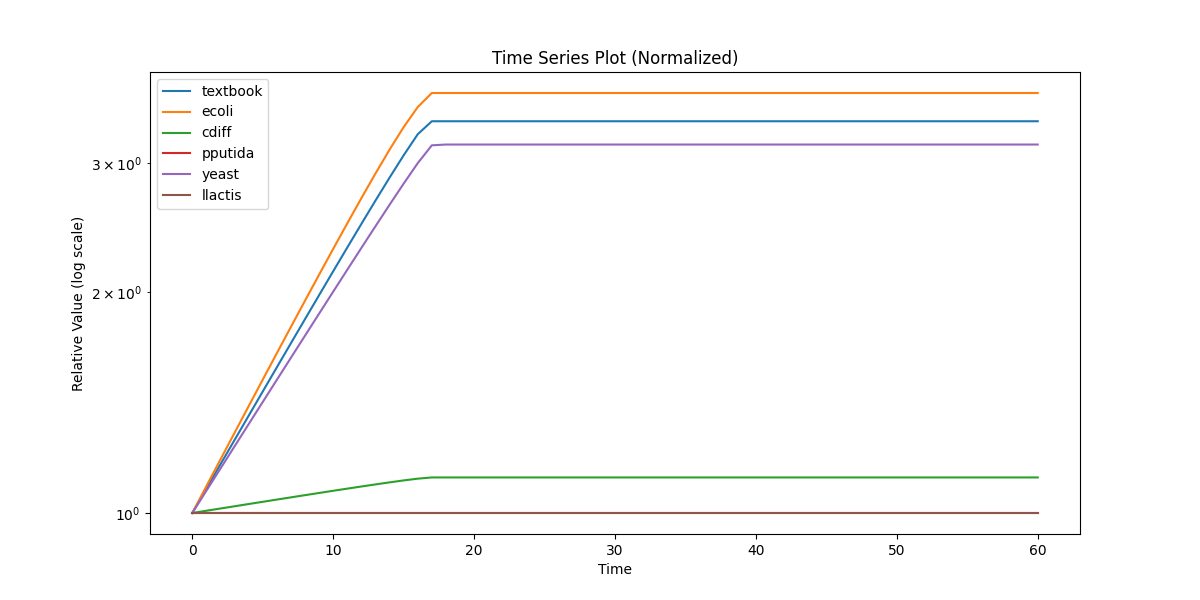 Time Series Plot (Normalized)
textbook
ecoli
cdiff
pputida
yeast
llactis
Relative Value (log scale)
3 × 10⁰
2 × 10⁰
10⁰
0 10 20 30 40 50 60
Time